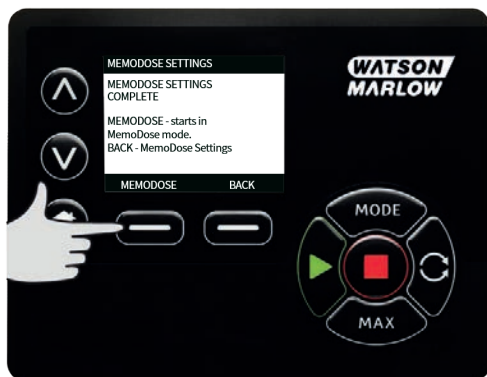 MEMODOSE SETTINGS
MEMODOSE SETTINGS
COMPLETE
MEMODOSE - starts in
MemoDose mode.
BACK - MemoDose Settings
MEMODOSE BACK
WATSON
MARLOW
MODE
MAX